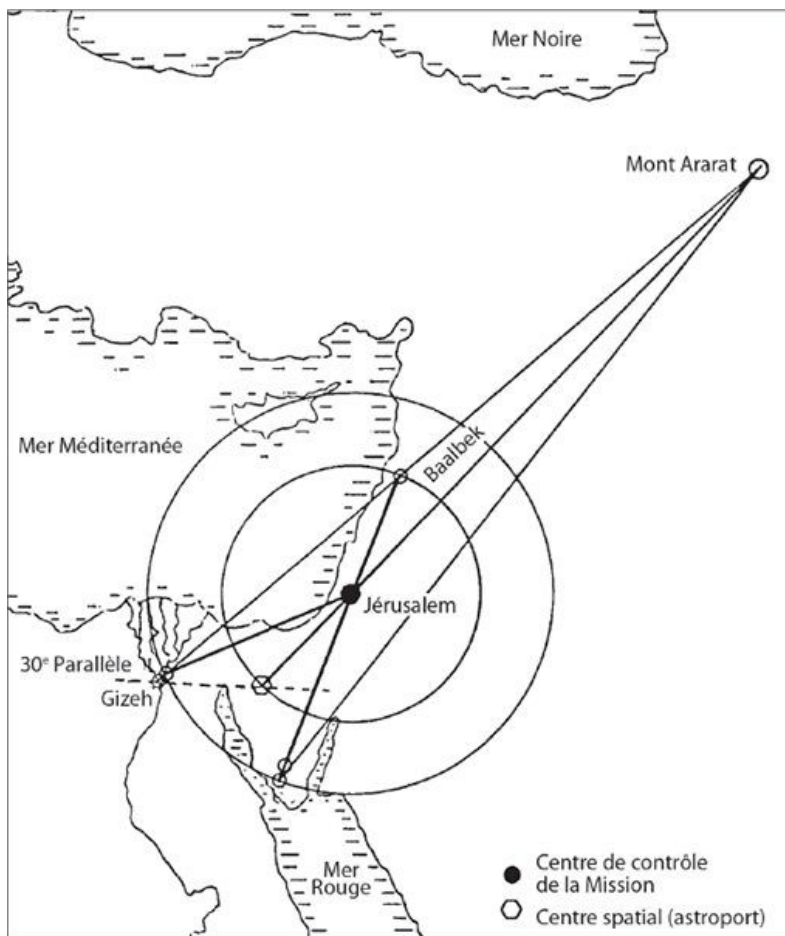 Mer Noire
Mont Ararat
Mer Méditerranée
Baalbek
Jérusalem
30e Parallèle
Gizeh
Mer
Rouge
Centre de contrôle
de la Mission
Centre spatial (astroport)